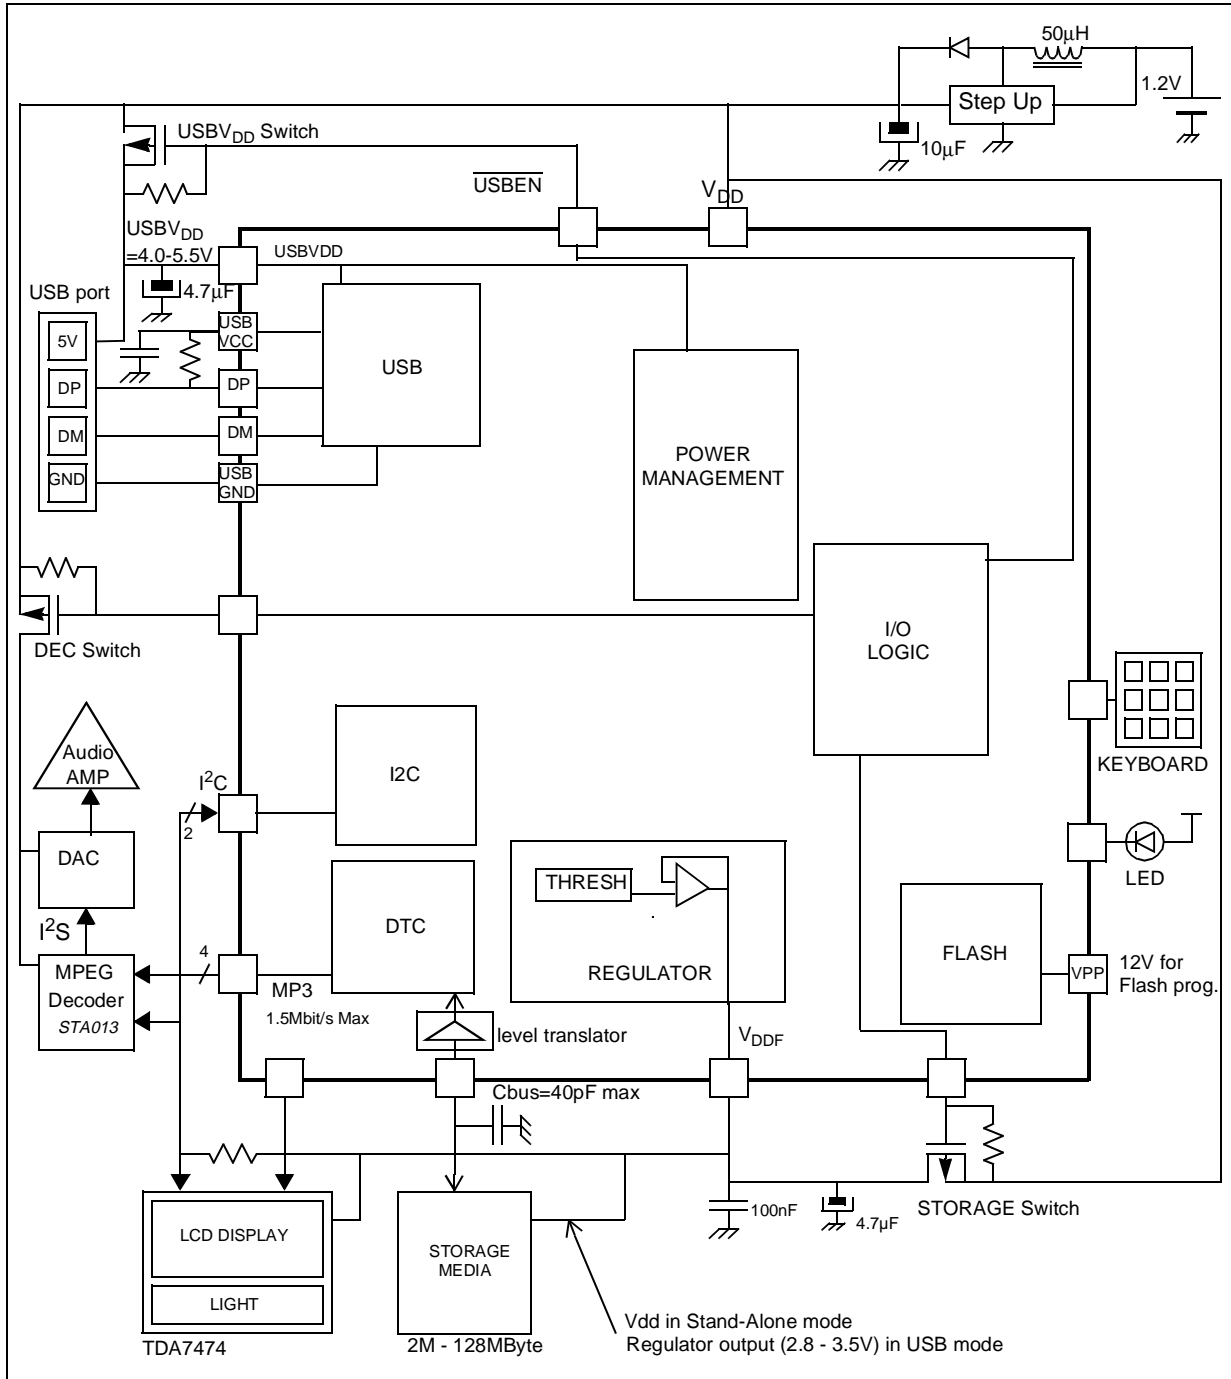 50μH
1.2V
Step Up
10μF
USBVDD Switch
USBEN
VDD
USBVDD
=4.0-5.5V
USBVDD
4.7μF
USB port
5V
USB
VCC
DP
DP
DM
DM
GND
USB
GND
USB
POWER
MANAGEMENT
I/O
LOGIC
DEC Switch
KEYBOARD
Audio
AMP
I2C
2
I2C
DAC
LED
THRESH
REGULATOR
DTC
I2S
FLASH
MPEG
Decoder
STA013
4
MP3
1.5Mbit/s Max
VPP
12V for
Flash prog.
level translator
VDDF
Cbus=40pF max
100nF
4.7μF
STORAGE Switch
LCD DISPLAY
LIGHT
TDA7474
STORAGE
MEDIA
2M - 128MByte
Vdd in Stand-Alone mode
Regulator output (2.8 - 3.5V) in USB mode